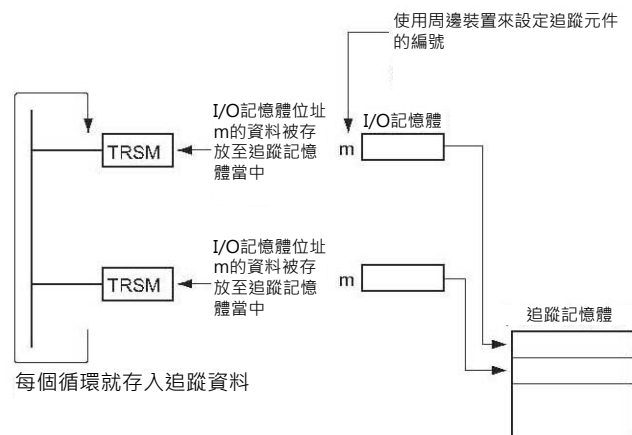 使用周邊裝置來設定追蹤元件
的編號
I/O記憶體位址
m的資料被存
放至追蹤記憶
體當中
I/O記憶體
TRSM
m
I/O記憶體位址
m的資料被存
放至追蹤記憶
體當中
TRSM
m
追蹤記憶體
每個循環就存入追蹤資料